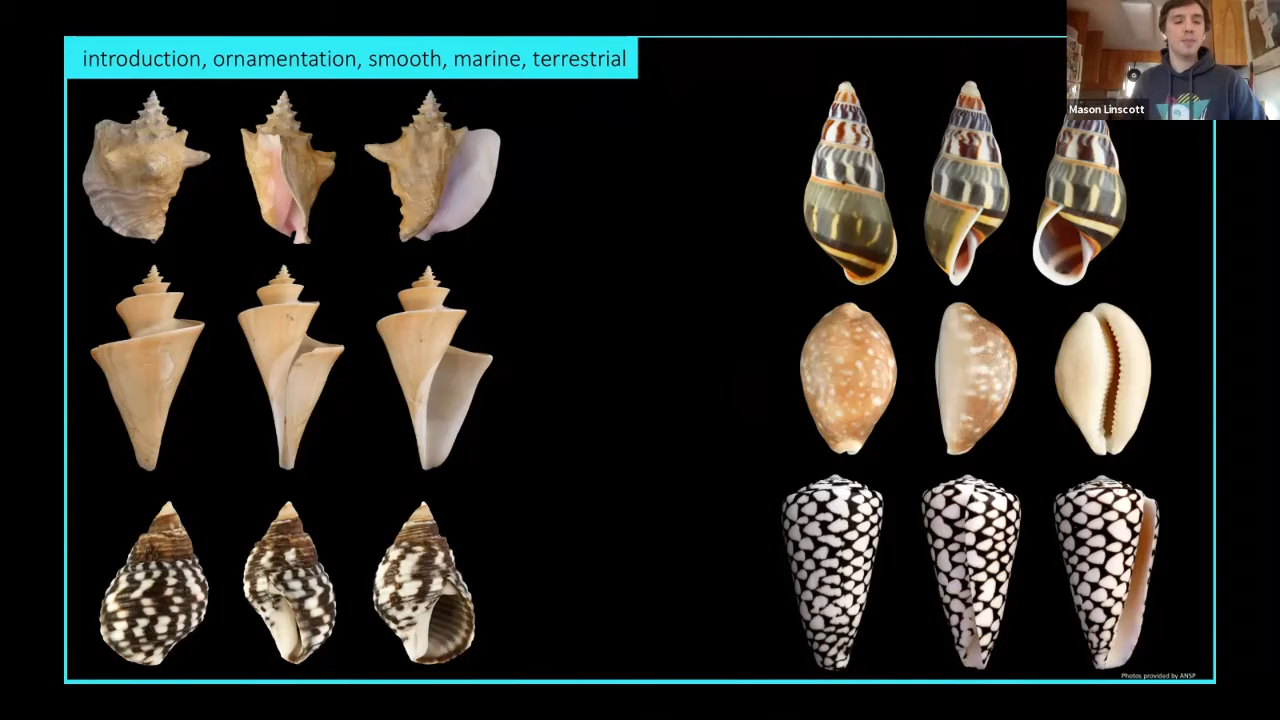 introduction, ornamentation, smooth, marine, terrestrial
Mason Linscott
Photos provided by ANSP